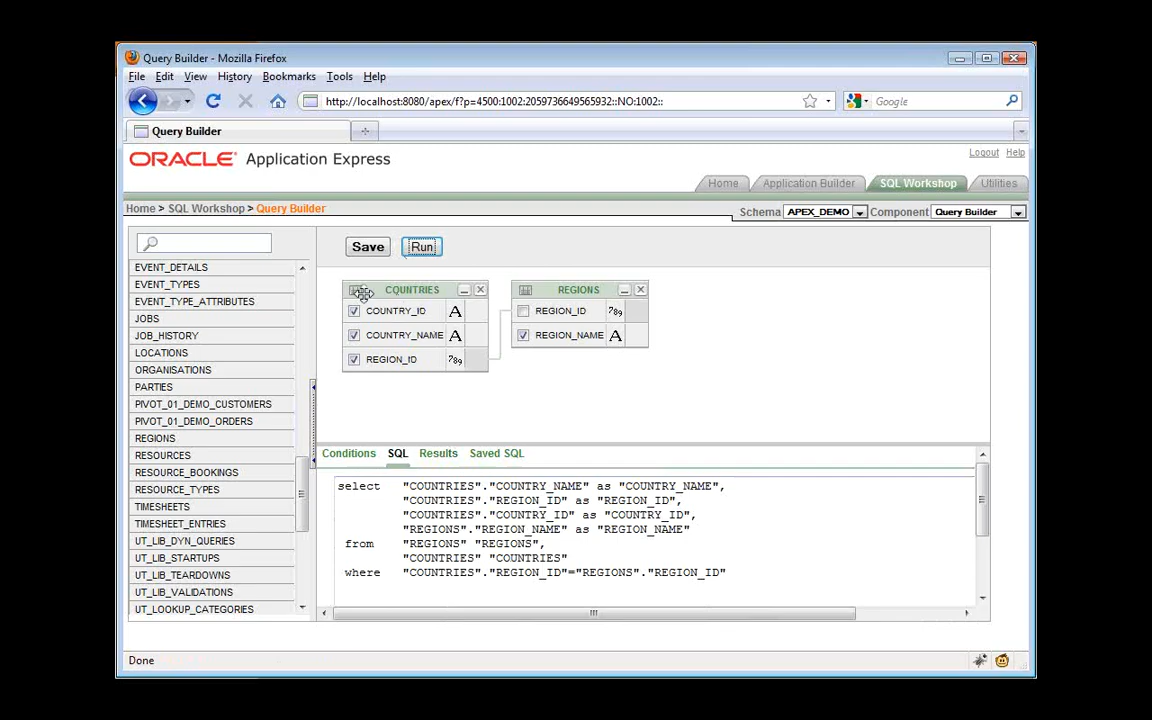 Query Builder - Mozilla Firefox
File Edit View History Bookmarks Tools Help
http://localhost:8080/apex/f?p=4500:1002:2059736649565932::NO:1002::
Google
Query Builder
ORACLE Application Express
Logout Help
Home Application Builder SQL Workshop Utilities
Home > SQL Workshop > Query Builder
Schema APEX_DEMO Component Query Builder
Save Run
EVENT_DETAILS
EVENT_TYPES
EVENT_TYPE_ATTRIBUTES
JOBS
JOB_HISTORY
LOCATIONS
ORGANISATIONS
PARTIES
PIVOT_01_DEMO_CUSTOMERS
PIVOT_01_DEMO_ORDERS
REGIONS
RESOURCES
RESOURCE_BOOKINGS
RESOURCE_TYPES
TIMESHEETS
TIMESHEET_ENTRIES
UT_LIB_DYN_QUERIES
UT_LIB_STARTUPS
UT_LIB_TEARDOWNS
UT_LIB_VALIDATIONS
UT_LOOKUP_CATEGORIES
COUNTRIES
COUNTRY_ID A
COUNTRY_NAME A
REGION_ID 789
REGIONS
REGION_ID 789
REGION_NAME A
Conditions SQL Results Saved SQL
select "COUNTRIES"."COUNTRY_NAME" as "COUNTRY_NAME",
"COUNTRIES"."REGION_ID" as "REGION_ID",
"COUNTRIES"."COUNTRY_ID" as "COUNTRY_ID",
"REGIONS"."REGION_NAME" as "REGION_NAME"
from "REGIONS" "REGIONS",
"COUNTRIES" "COUNTRIES"
where "COUNTRIES"."REGION_ID"="REGIONS"."REGION_ID"
Done